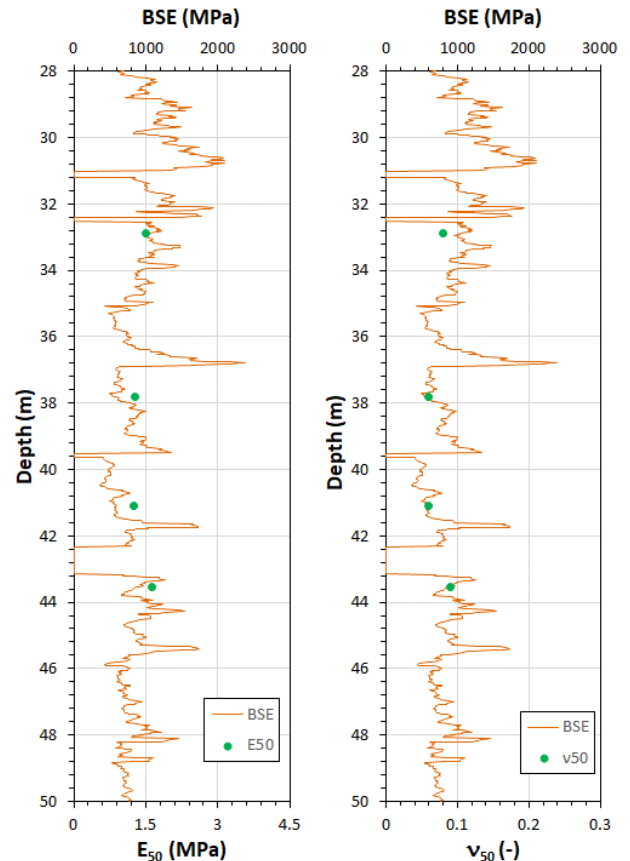 BSE (MPa) BSE (MPa)
0 1000 2000 3000 0 1000 2000 3000
28 28
30 30
32 32
34 34
36 36
38 38
40 40
42 42
44 44
46 46
48 48
50 50
Depth (m) Depth (m)
BSE BSE
E50 ν50
0 1.5 3 4.5 0 0.1 0.2 0.3
E50 (MPa) ν50 (-)